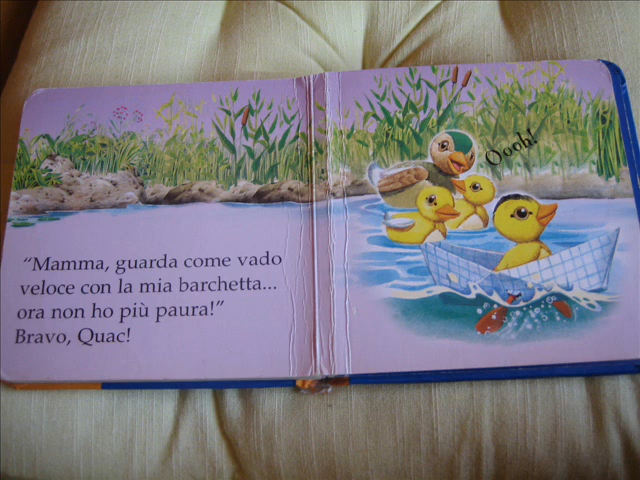 “Mamma, guarda come vado
veloce con la mia barchetta...
ora non ho più paura!”
Bravo, Quac!
Oooh!